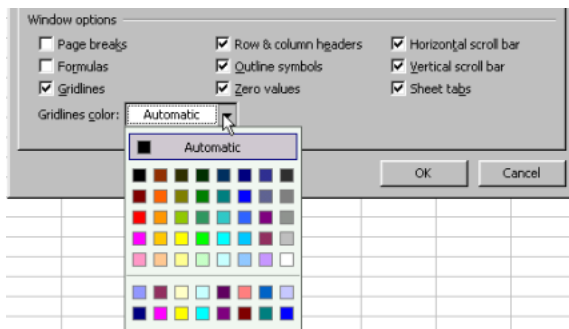 Window options
Page breaks
Row & column headers
Horizontal scroll bar
Formulas
Outline symbols
Vertical scroll bar
Gridlines
Zero values
Sheet tabs
Gridlines color: Automatic
Automatic
OK
Cancel